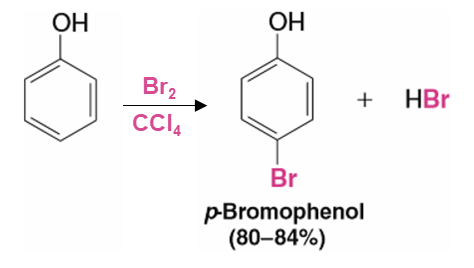 OH
Br₂
CCl₄
OH
Br
+ HBr
p-Bromophenol
(80–84%)